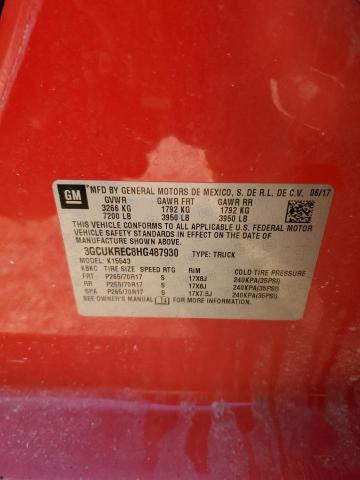 GM
MFD BY GENERAL MOTORS DE MEXICO, S. DE R.L. DE C.V. 06/17
GVWR GAWR FRT GAWR RR
3266 KG 1792 KG 1792 KG
7200 LB 3950 LB 3950 LB
THIS VEHICLE CONFORMS TO ALL APPLICABLE U.S. FEDERAL MOTOR
VEHICLE SAFETY STANDARDS IN EFFECT ON THE DATE OF
MANUFACTURE SHOWN ABOVE.
3GCUKREC8HG487930 TYPE: TRUCK
MODEL: K15543
KBKC TIRE SIZE SPEED RTG RIM COLD TIRE PRESSURE
FRT P265/70R17 S 17X8J 240KPA(35PSI)
RR P265/70R17 S 17X8J 240KPA(35PSI)
SPA P265/70R17 S 17X7.5J 240KPA(35PSI)
SEE OWNER'S MANUAL FOR MORE INFORMATION.